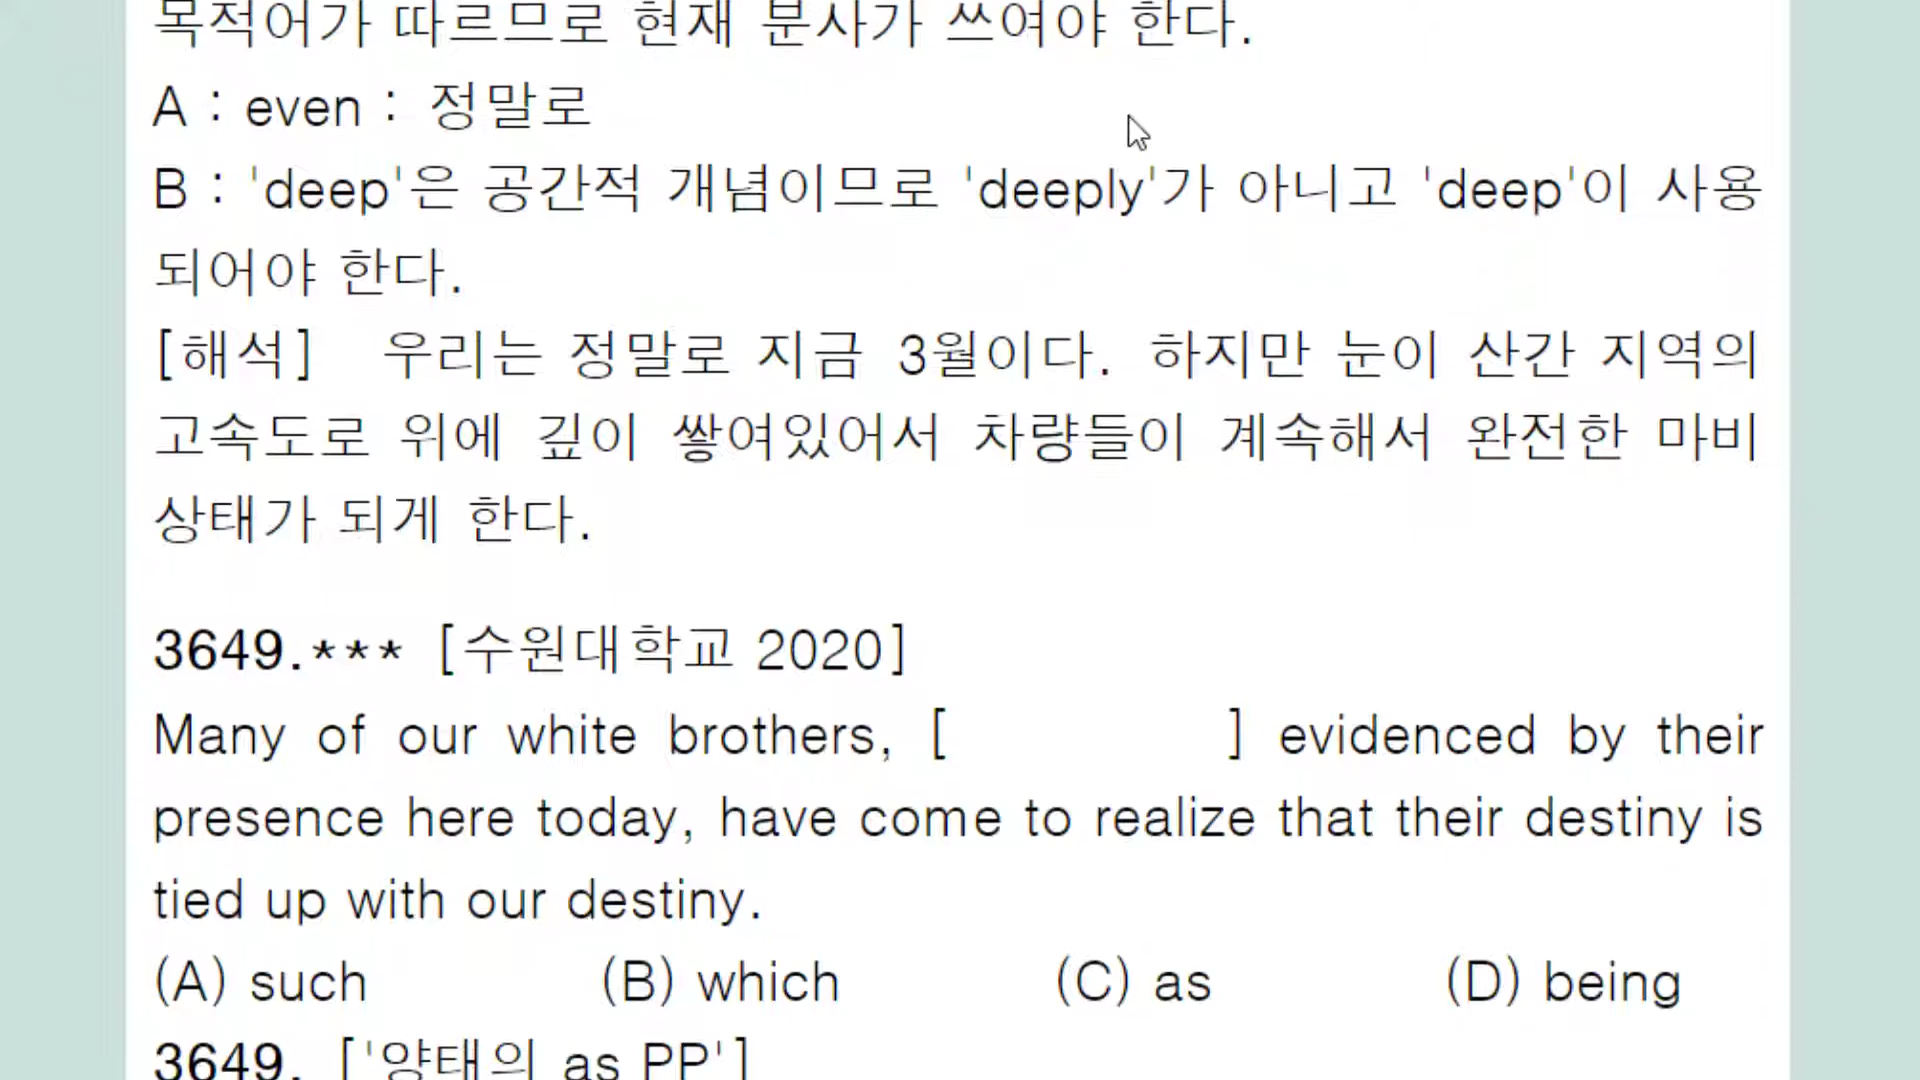 목적어가 따르므로 현재 분사가 쓰여야 한다.
A : even : 정말로
B : 'deep'은 공간적 개념이므로 'deeply'가 아니고 'deep'이 사용
되어야 한다.
[해석] 우리는 정말로 지금 3월이다. 하지만 눈이 산간 지역의
고속도로 위에 깊이 쌓여있어서 차량들이 계속해서 완전한 마비
상태가 되게 한다.
3649.*** [수원대학교 2020]
Many of our white brothers, [ ] evidenced by their
presence here today, have come to realize that their destiny is
tied up with our destiny.
(A) such (B) which (C) as (D) being
3649. ['양태의 as PP']